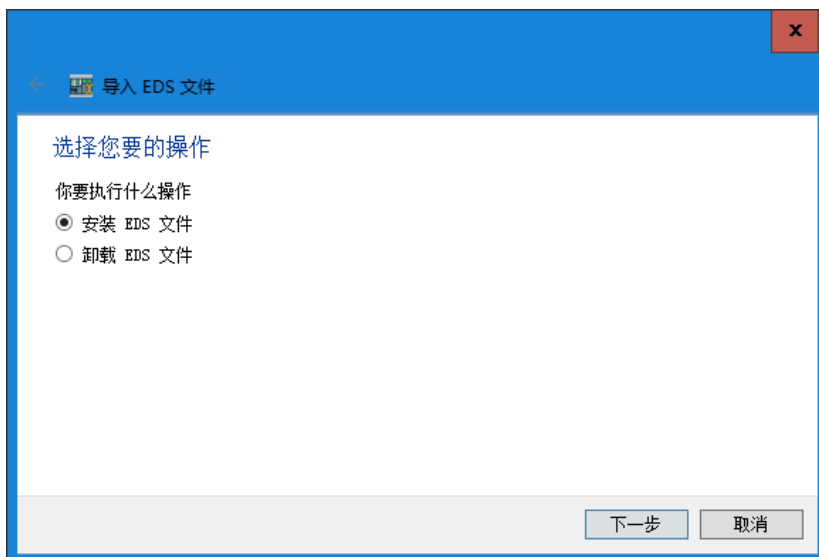 x
导入 EDS 文件
选择您要的操作
你要执行什么操作
安装 EDS 文件
卸载 EDS 文件
下一步 取消